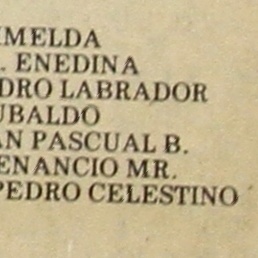 IMELDA
. ENEDINA
DRO LABRADOR
UBALDO
AN PASCUAL B.
ENANCIO MR.
PEDRO CELESTINO